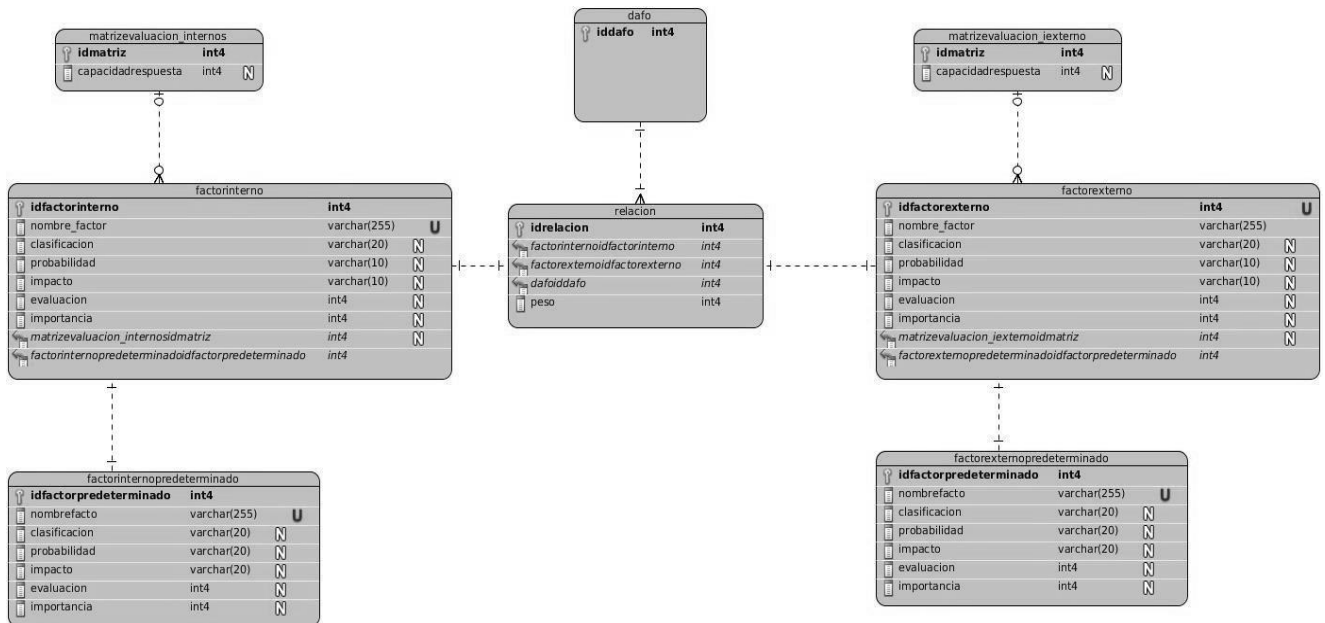 matrizevaluacion_internos
idmatriz int4
capacidadrespuesta int4 N
dafo
iddafo int4
matrizevaluacion_iexterno
idmatriz int4
capacidadrespuesta int4 N
factorinterno
idfactorinterno int4
nombre_factor varchar(255) U
clasificacion varchar(20) N
probabilidad varchar(10) N
impacto varchar(10) N
evaluacion int4 N
importancia int4 N
matrizevaluacion_internosidmatriz int4 N
factorinternopredeterminadoidfactorpredeterminado int4
relacion
idrelacion int4
factorinternoidfactorinterno int4
factorexternoidfactorexterno int4
dafoiddafo int4
peso int4
factorexterno
idfactorexterno int4 U
nombre_factor varchar(255)
clasificacion varchar(20) N
probabilidad varchar(10) N
impacto varchar(10) N
evaluacion int4 N
importancia int4 N
matrizevaluacion_iexternoidmatriz int4 N
factorexternopredeterminadoidfactorpredeterminado int4
factorinternopredeterminado
idfactorpredeterminado int4
nombrefacto varchar(255) U
clasificacion varchar(20) N
probabilidad varchar(20) N
impacto varchar(20) N
evaluacion int4 N
importancia int4 N
factorexternopredeterminado
idfactorpredeterminado int4
nombrefacto varchar(255) U
clasificacion varchar(20) N
probabilidad varchar(20) N
impacto varchar(20) N
evaluacion int4 N
importancia int4 N